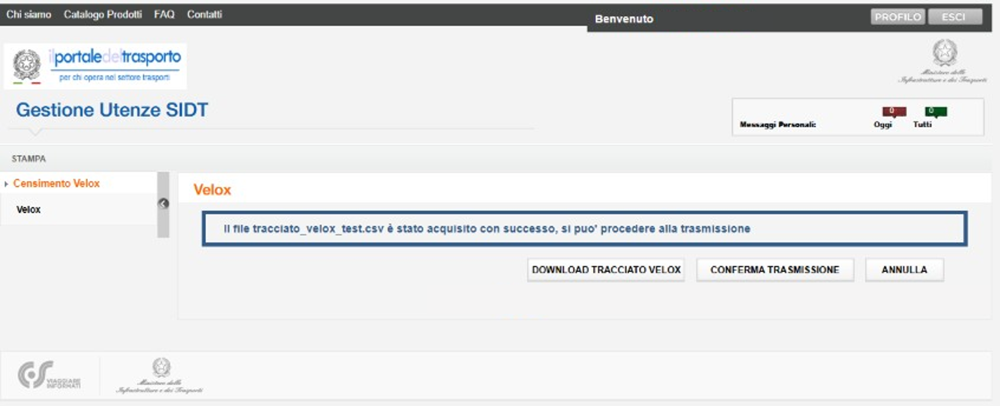 Chi siamo Catalogo Prodotti FAQ Contatti
Benvenuto
PROFILO ESCI
ilportaledeltrasporto
per chi opera nel settore trasporti
Ministero delle
Infrastrutture e dei Trasporti
Gestione Utenze SIDT
0 0
Messaggi Personali: Oggi Tutti
STAMPA
Censimento Velox
Velox
Velox
Il file tracciato_velox_test.csv è stato acquisito con successo, si puo' procedere alla trasmissione
DOWNLOAD TRACCIATO VELOX CONFERMA TRASMISSIONE ANNULLA
VIAGGIARE
INFORMATI
Ministero delle
Infrastrutture e dei Trasporti